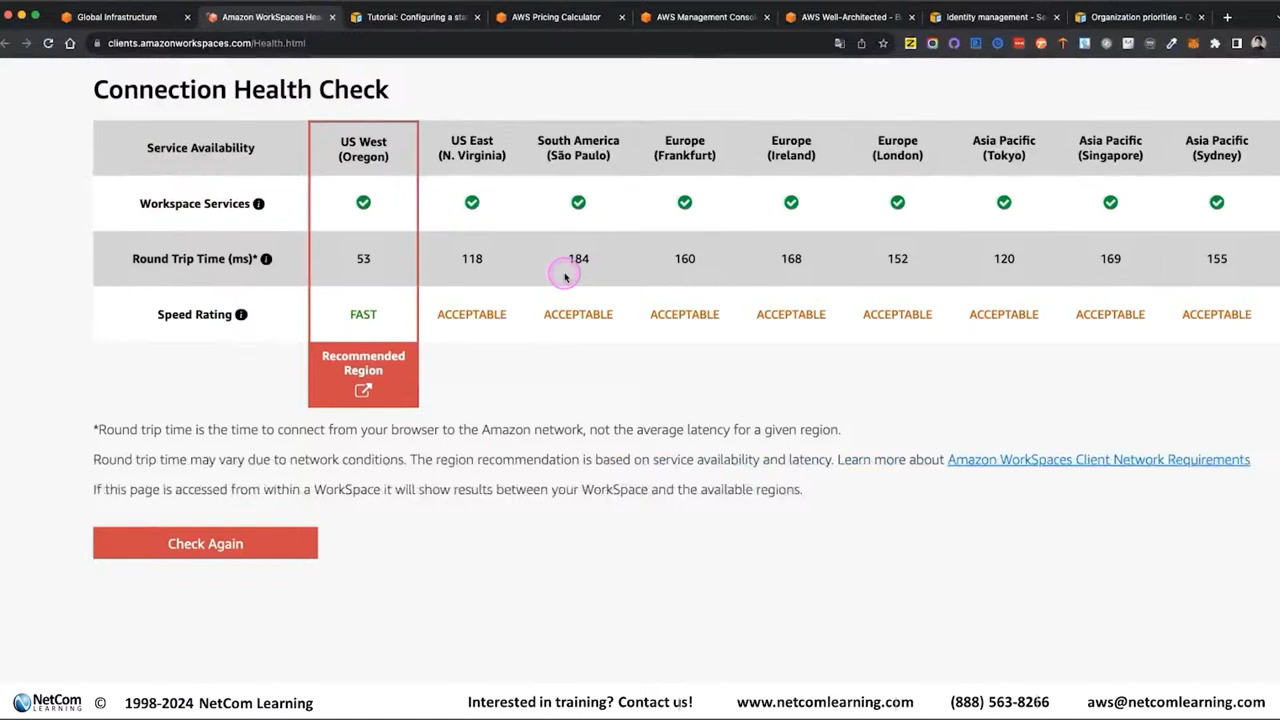 Global Infrastructure
Amazon WorkSpaces Hea
Tutorial: Configuring a sta
AWS Pricing Calculator
AWS Management Consol
AWS Well-Architected - B
Identity management - Se
Organization priorities - O
clients.amazonworkspaces.com/Health.html
Connection Health Check
Service Availability
US West
(Oregon)
US East
(N. Virginia)
South America
(São Paulo)
Europe
(Frankfurt)
Europe
(Ireland)
Europe
(London)
Asia Pacific
(Tokyo)
Asia Pacific
(Singapore)
Asia Pacific
(Sydney)
Workspace Services
Round Trip Time (ms)* 53 118 184 160 168 152 120 169 155
Speed Rating FAST ACCEPTABLE ACCEPTABLE ACCEPTABLE ACCEPTABLE ACCEPTABLE ACCEPTABLE ACCEPTABLE ACCEPTABLE
Recommended
Region
*Round trip time is the time to connect from your browser to the Amazon network, not the average latency for a given region.
Round trip time may vary due to network conditions. The region recommendation is based on service availability and latency. Learn more about Amazon WorkSpaces Client Network Requirements
If this page is accessed from within a WorkSpace it will show results between your WorkSpace and the available regions.
Check Again
NetCom
LEARNING
© 1998-2024 NetCom Learning
Interested in training? Contact us!
www.netcomlearning.com
(888) 563-8266
aws@netcomlearning.com